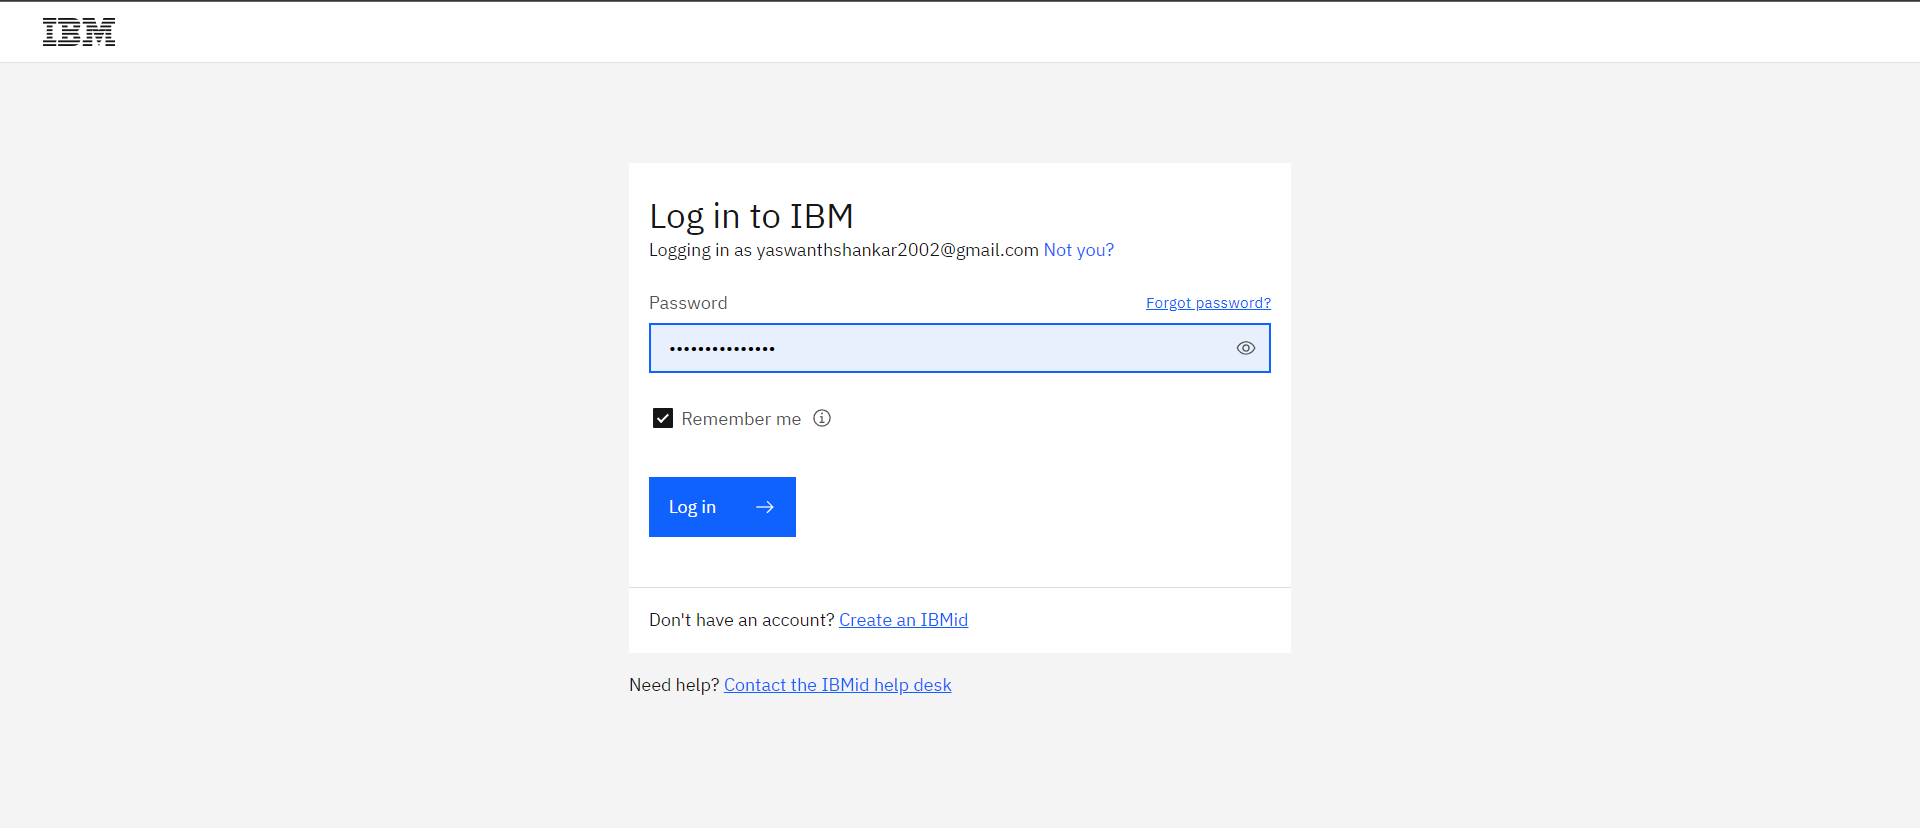 IBM
Log in to IBM
Logging in as yaswanthshankar2002@gmail.com Not you?
Password Forgot password?
•••••••••••••••
Remember me
Log in
Don't have an account? Create an IBMid
Need help? Contact the IBMid help desk